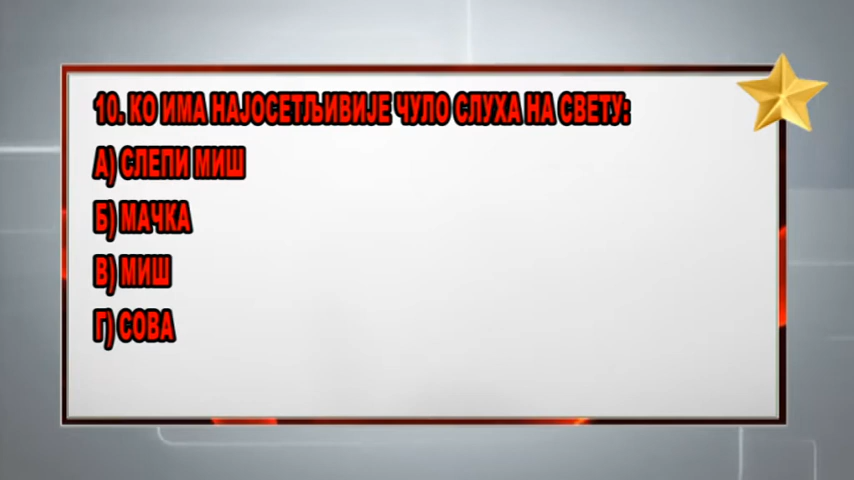 10. КО ИМА НАЈОСЕТЉИВИЈЕ ЧУЛО СЛУХА НА СВЕТУ:
А) СЛЕПИ МИШ
Б) МАЧКА
В) МИШ
Г) СОВА